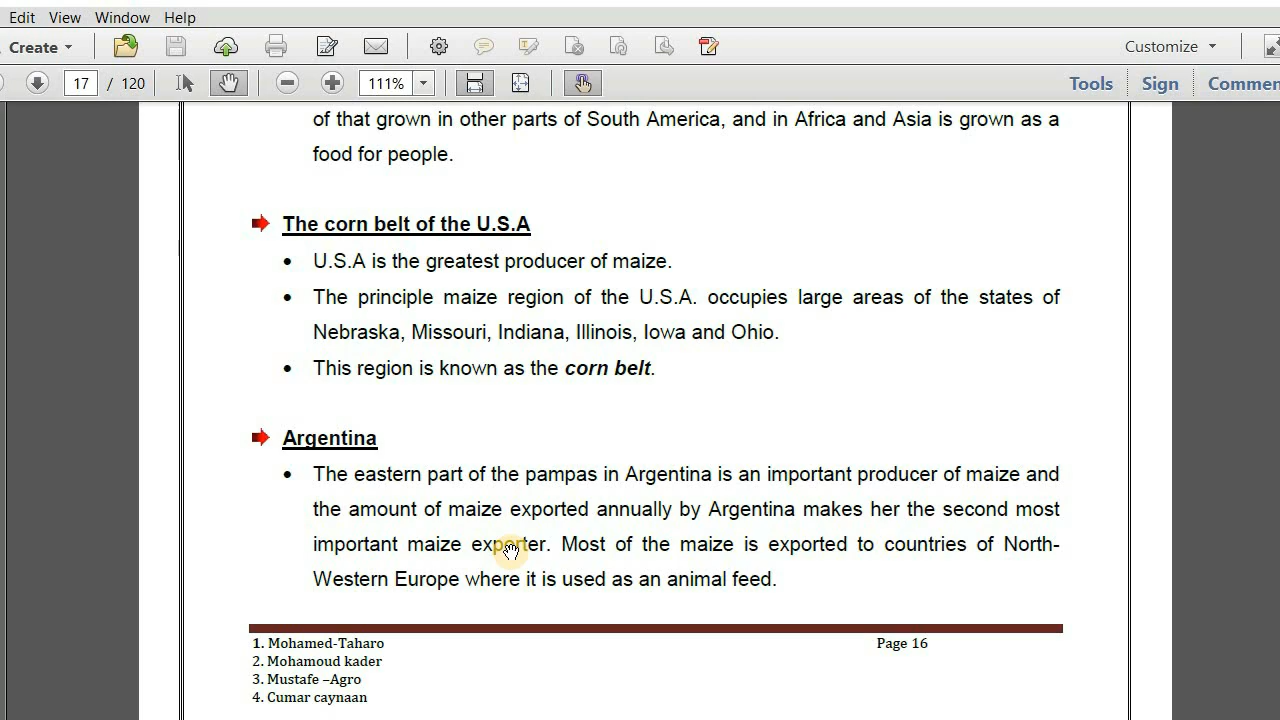 Edit View Window Help
Create Customize
17 / 120 111% Tools Sign Commen
of that grown in other parts of South America, and in Africa and Asia is grown as a
food for people.
The corn belt of the U.S.A
• U.S.A is the greatest producer of maize.
• The principle maize region of the U.S.A. occupies large areas of the states of
Nebraska, Missouri, Indiana, Illinois, Iowa and Ohio.
• This region is known as the corn belt.
Argentina
• The eastern part of the pampas in Argentina is an important producer of maize and
the amount of maize exported annually by Argentina makes her the second most
important maize exporter. Most of the maize is exported to countries of North-
Western Europe where it is used as an animal feed.
1. Mohamed-Taharo Page 16
2. Mohamoud kader
3. Mustafe –Agro
4. Cumar caynaan